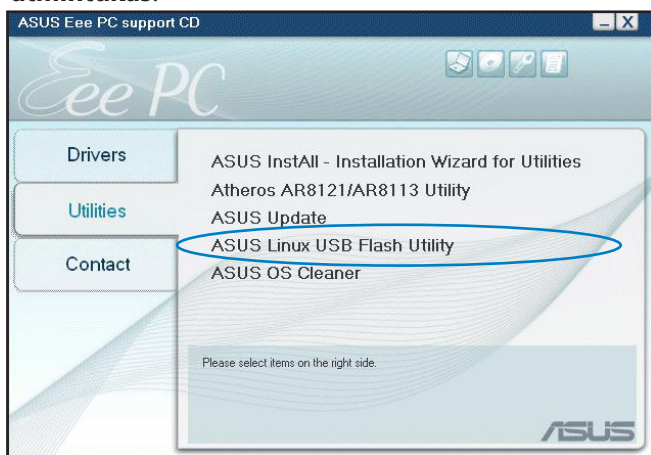 ASUS Eee PC support CD
Eee PC
Drivers
Utilities
Contact
ASUS InstAll - Installation Wizard for Utilities
Atheros AR8121/AR8113 Utility
ASUS Update
ASUS Linux USB Flash Utility
ASUS OS Cleaner
Please select items on the right side.
ASUS